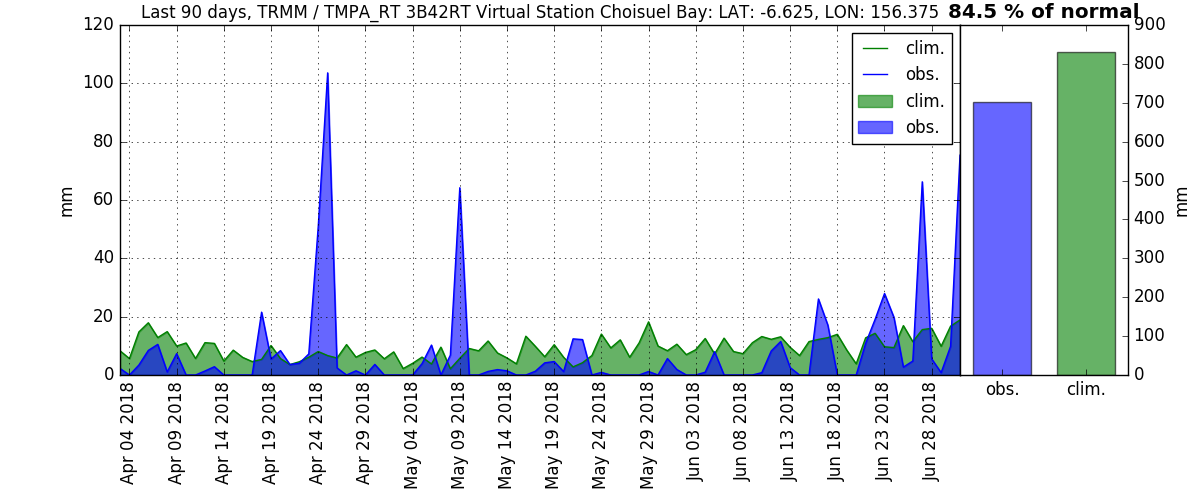 Last 90 days, TRMM / TMPA_RT 3B42RT Virtual Station Choisuel Bay: LAT: -6.625, LON: 156.375
84.5 % of normal
120
100
80
60
40
20
0
mm
clim.
obs.
clim.
obs.
900
800
700
600
500
400
300
200
100
0
mm
Apr 04 2018
Apr 09 2018
Apr 14 2018
Apr 19 2018
Apr 24 2018
Apr 29 2018
May 04 2018
May 09 2018
May 14 2018
May 19 2018
May 24 2018
May 29 2018
Jun 03 2018
Jun 08 2018
Jun 13 2018
Jun 18 2018
Jun 23 2018
Jun 28 2018
obs.
clim.